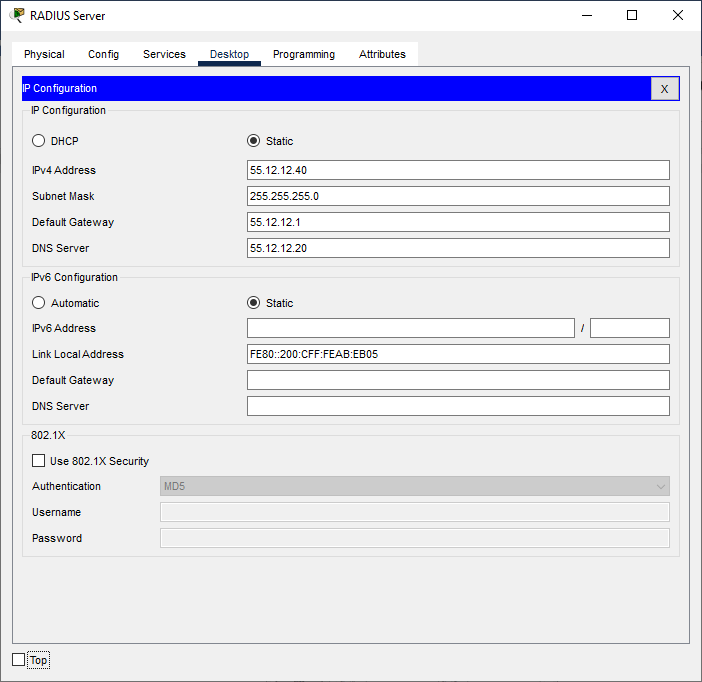 RADIUS Server
Physical Config Services Desktop Programming Attributes
IP Configuration X
IP Configuration
DHCP Static
IPv4 Address 55.12.12.40
Subnet Mask 255.255.255.0
Default Gateway 55.12.12.1
DNS Server 55.12.12.20
IPv6 Configuration
Automatic Static
IPv6 Address /
Link Local Address FE80::200:CFF:FEAB:EB05
Default Gateway
DNS Server
802.1X
Use 802.1X Security
Authentication MD5
Username
Password
Top